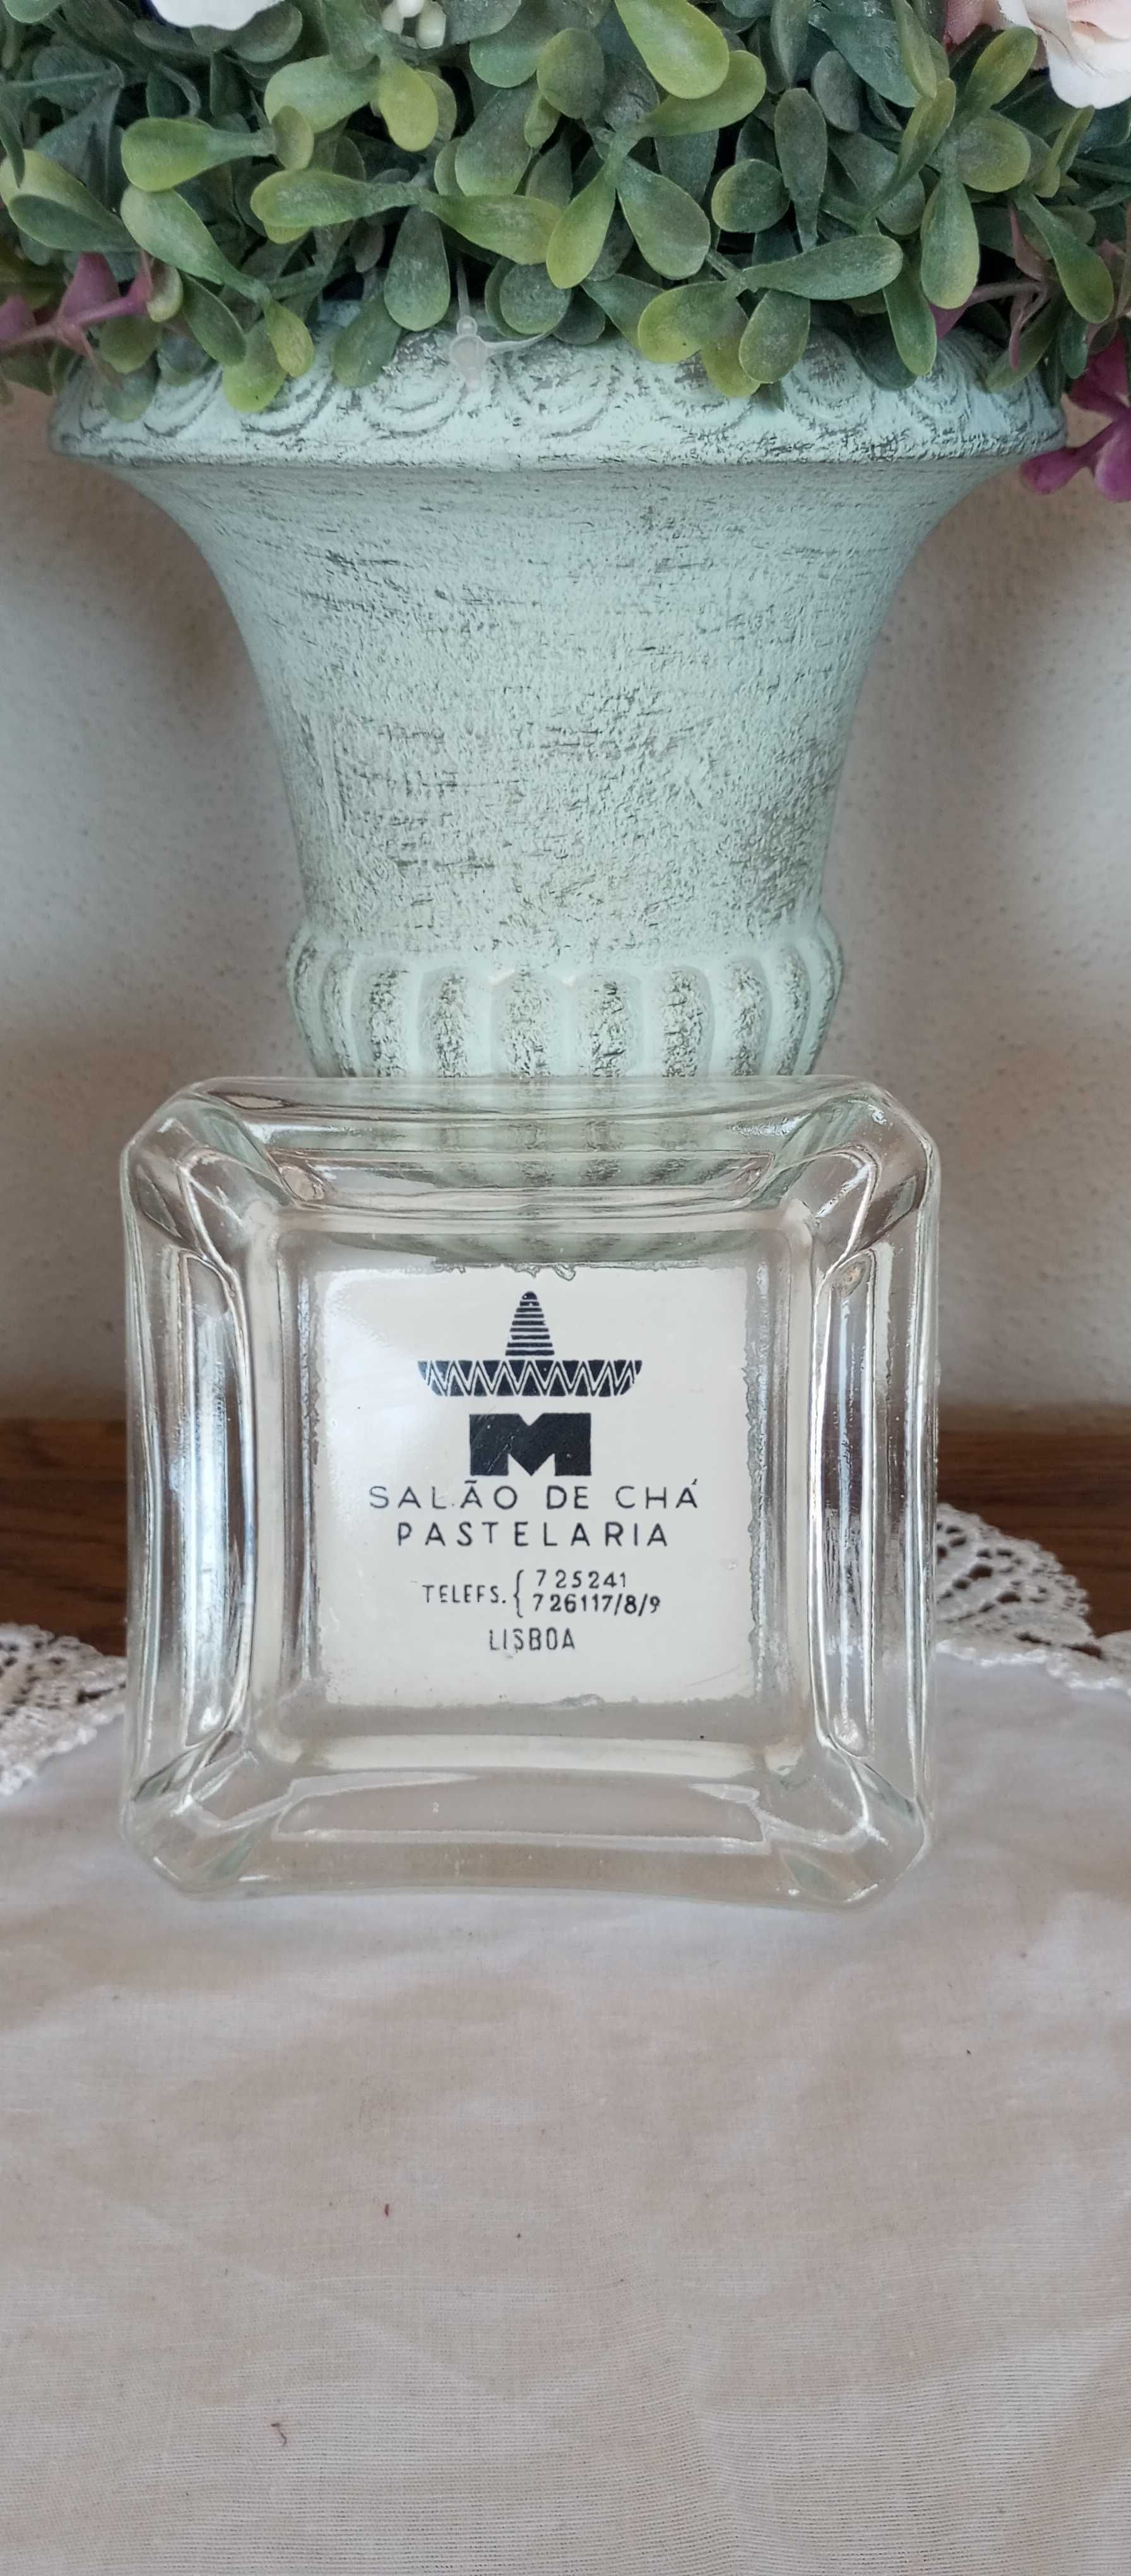 M
SALÃO DE CHÁ
PASTELARIA
TELEFS. { 725241
726117/8/9
LISBOA